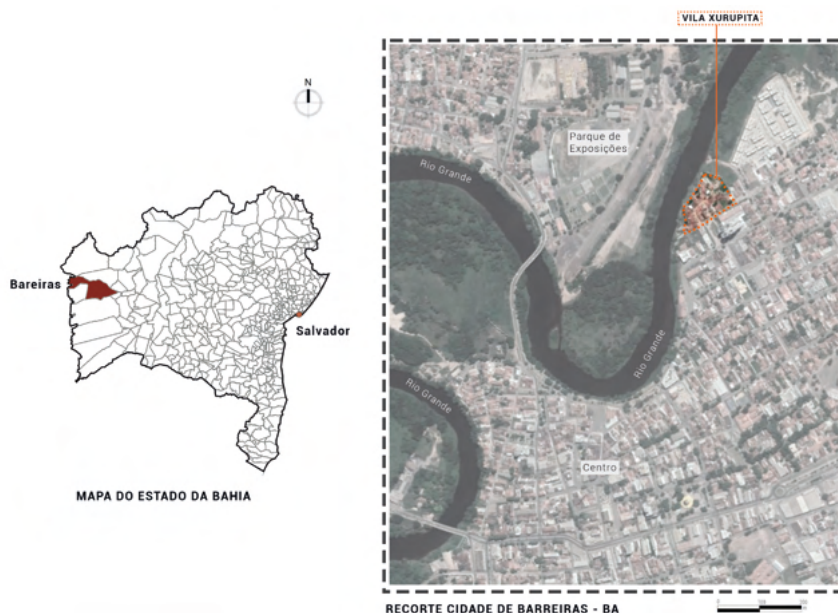 VILA XURUPITA
N
Parque de
Exposições
Rio Grande
Bareiras
Salvador
Rio Grande
Rio Grande
Centro
MAPA DO ESTADO DA BAHIA
RECORTE CIDADE DE BARREIRAS - BA